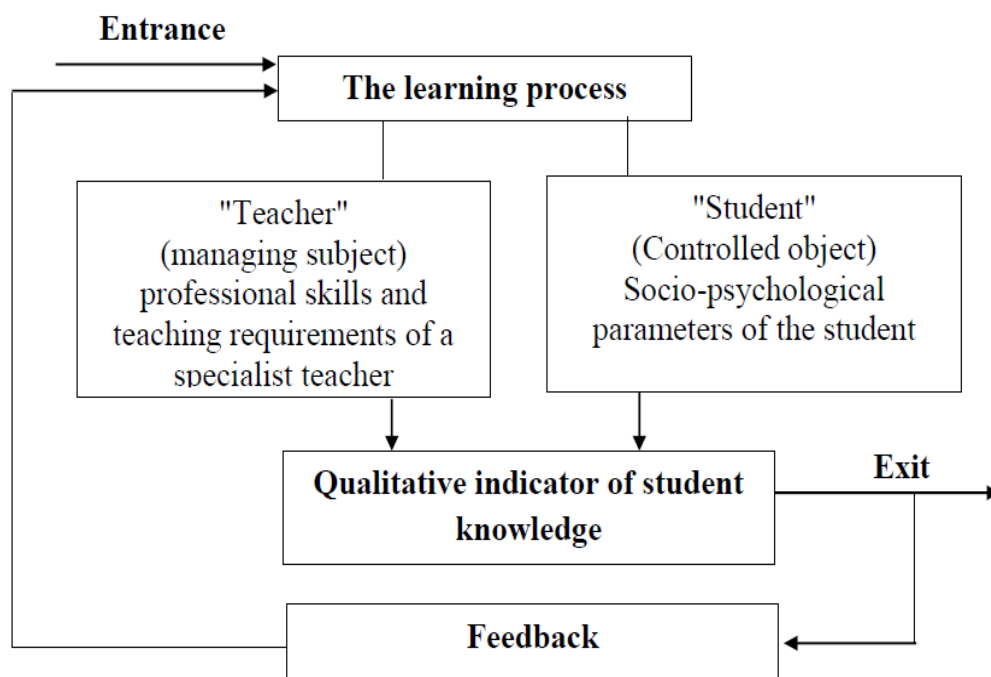 Entrance
The learning process
"Teacher"
(managing subject)
professional skills and
teaching requirements of a
specialist teacher
"Student"
(Controlled object)
Socio-psychological
parameters of the student
Qualitative indicator of student
knowledge
Exit
Feedback